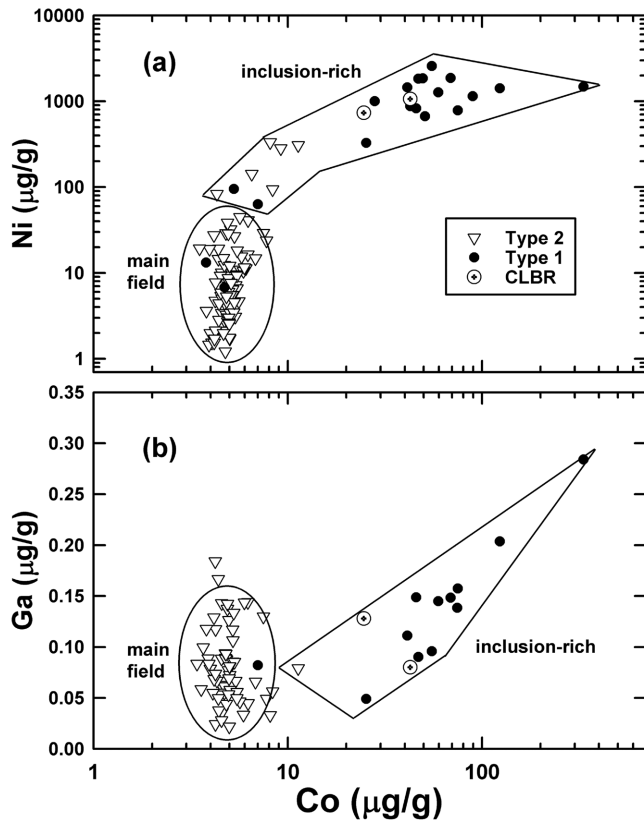 10000
1000
100
10
1
Ni (μg/g)
(a)
inclusion-rich
main
field
Type 2
Type 1
CLBR
0.35
0.30
0.25
0.20
0.15
0.10
0.05
0.00
Ga (μg/g)
(b)
main
field
inclusion-rich
1
10
100
Co (μg/g)